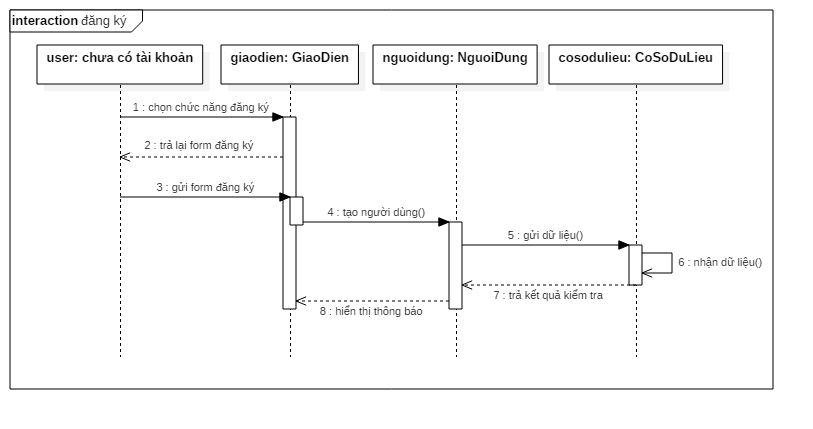 interaction đăng ký
user: chưa có tài khoản
giaodien: GiaoDien
nguoidung: NguoiDung
cosodulieu: CoSoDuLieu
1 : chọn chức năng đăng ký
2 : trả lại form đăng ký
3 : gửi form đăng ký
4 : tạo người dùng()
5 : gửi dữ liệu()
6 : nhận dữ liệu()
7 : trả kết quả kiểm tra
8 : hiển thị thông báo